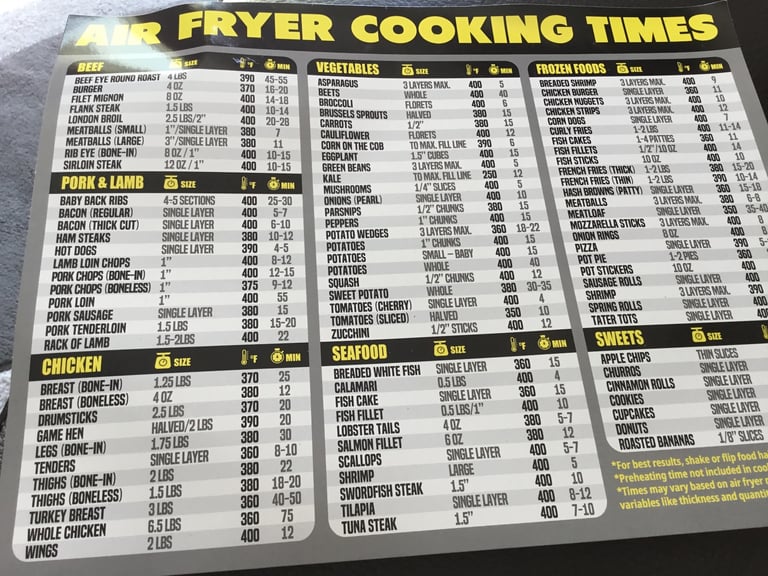 AIR FRYER COOKING TIMES
BEEF SIZE °F MIN
BEEF EYE ROUND ROAST 4 LBS 390 45-55
BURGER 4 OZ 370 16-20
FILET MIGNON 8 OZ 400 14-18
FLANK STEAK 1.5 LBS 400 10-14
LONDON BROIL 2.5 LBS/2" 400 20-28
MEATBALLS (SMALL) 1"/SINGLE LAYER 380 7
MEATBALLS (LARGE) 3"/SINGLE LAYER 380 11
RIB EYE (BONE-IN) 8 OZ/1" 400 10-15
SIRLOIN STEAK 12 OZ/1" 400 10-15
PORK & LAMB SIZE °F MIN
BABY BACK RIBS 4-5 SECTIONS 400 25-30
BACON (REGULAR) SINGLE LAYER 400 5-7
BACON (THICK CUT) SINGLE LAYER 400 6-10
HAM STEAKS SINGLE LAYER 380 10-12
HOT DOGS SINGLE LAYER 390 4-5
LAMB LOIN CHOPS 1" 400 8-12
PORK CHOPS (BONE-IN) 1" 400 12-15
PORK CHOPS (BONELESS) 1" 375 9-12
PORK LOIN 1" 400 55
PORK SAUSAGE SINGLE LAYER 380 15
PORK TENDERLOIN 1.5 LBS 380 15-20
RACK OF LAMB 1.5-2LBS 400 22
CHICKEN SIZE °F MIN
BREAST (BONE-IN) 1.25 LBS 370 25
BREAST (BONELESS) 4 OZ 380 12
DRUMSTICKS 2.5 LBS 370 20
GAME HEN HALVED/2 LBS 390 20
LEGS (BONE-IN) 1.75 LBS 380 30
TENDERS SINGLE LAYER 360 8-10
THIGHS (BONE-IN) 2 LBS 380 22
THIGHS (BONELESS) 1.5 LBS 380 18-20
TURKEY BREAST 3 LBS 360 40-50
WHOLE CHICKEN 6.5 LBS 360 75
WINGS 2 LBS 400 12
VEGETABLES SIZE °F MIN
ASPARAGUS 3 LAYERS MAX. 400 5
BEETS WHOLE 400 40
BROCCOLI FLORETS 400 6
BRUSSELS SPROUTS HALVED 380 15
CARROTS 1/2" 380 15
CAULIFLOWER FLORETS 400 12
CORN ON THE COB TO MAX. FILL LINE 390 6
EGGPLANT 1.5" CUBES 400 15
GREEN BEANS 3 LAYERS MAX. 400 5
KALE TO MAX. FILL LINE 250 12
MUSHROOMS 1/4" SLICES 400 5
ONIONS (PEARL) SINGLE LAYER 400 10
PARSNIPS 1/2" CHUNKS 380 15
PEPPERS 1" CHUNKS 400 15
POTATO WEDGES 3 LAYERS MAX. 360 18-22
POTATOES 1" CHUNKS 400 15
POTATOES SMALL - BABY 400 15
POTATOES WHOLE 400 40
SQUASH 1/2" CHUNKS 400 12
SWEET POTATO WHOLE 380 30-35
TOMATOES (CHERRY) SINGLE LAYER 400 4
TOMATOES (SLICED) HALVED 350 10
ZUCCHINI 1/2" STICKS 400 12
SEAFOOD SIZE °F MIN
BREADED WHITE FISH SINGLE LAYER 360 15
CALAMARI 0.5 LBS 400 4
FISH CAKE SINGLE LAYER 360 15
FISH FILLET 0.5 LBS/1" 400 10
LOBSTER TAILS 4 OZ 380 5-7
SALMON FILLET 6 OZ 380 12
SCALLOPS SINGLE LAYER 400 5-7
SHRIMP LARGE 400 5
SWORDFISH STEAK 1.5" 400 10
TILAPIA SINGLE LAYER 400 8-12
TUNA STEAK 1.5" 400 7-10
FROZEN FOODS SIZE °F MIN
BREADED SHRIMP 3 LAYERS MAX. 400 9
CHICKEN BURGER SINGLE LAYER 360 11
CHICKEN NUGGETS 3 LAYERS MAX. 400 10
CHICKEN STRIPS 3 LAYERS MAX. 400 12
CORN DOGS SINGLE LAYER 400 7
CURLY FRIES 1-2 LBS 400 11-14
FISH CAKES 1-4 PATTIES 360 11
FISH FILLETS 1/2"/10 OZ 400 14
FISH STICKS 10 OZ 400 10
FRENCH FRIES (THICK) 1-2 LBS 380 15-20
FRENCH FRIES (THIN) 1-2 LBS 390 10-14
HASH BROWNS (PATTY) SINGLE LAYER 360 15-18
MEATBALLS 3 LAYERS MAX. 380 6-8
MEATLOAF SINGLE LAYER 350 35-40
MOZZARELLA STICKS 3 LAYERS MAX. 400 8
ONION RINGS 8 OZ 400
PIZZA SINGLE LAYER 390 5-
POT PIE 1-2 PIES 360
POT STICKERS 10 OZ 400
SAUSAGE ROLLS SINGLE LAYER 400
SHRIMP 3 LAYERS MAX. 390
SPRING ROLLS SINGLE LAYER 400
TATER TOTS SINGLE LAYER 400
SWEETS SIZE °F
APPLE CHIPS THIN SLICES
CHURROS SINGLE LAYER
CINNAMON ROLLS SINGLE LAYER
COOKIES SINGLE LAYER
CUPCAKES SINGLE LAYER
DONUTS SINGLE LAYER
ROASTED BANANAS 1/8" SLICES
*For best results, shake or flip food ha
*Preheating time not included in cook
*Times may vary based on air fryer m
variables like thickness and quanti